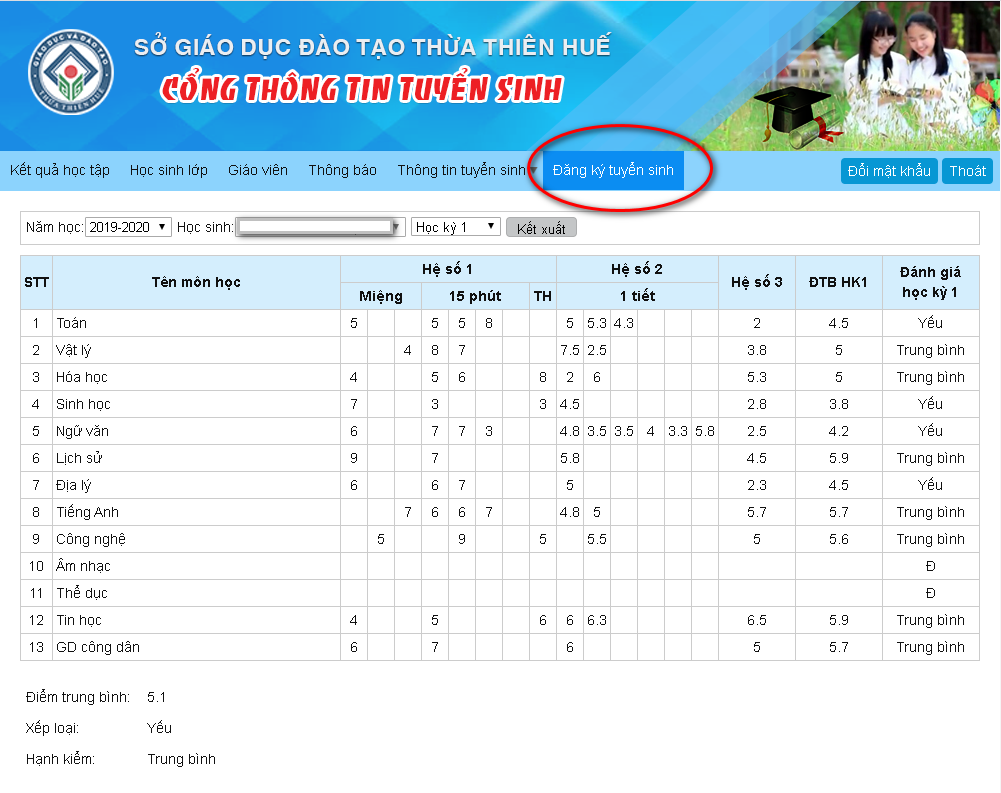 GIÁO DỤC VÀ ĐÀO TẠO
THỪA THIÊN HUẾ
SỞ GIÁO DỤC ĐÀO TẠO THỪA THIÊN HUẾ
CỔNG THÔNG TIN TUYỂN SINH
Kết quả học tập Học sinh lớp Giáo viên Thông báo Thông tin tuyển sinh Đăng ký tuyển sinh Đổi mật khẩu Thoát
Năm học: 2019-2020 Học sinh: Học kỳ 1 Kết xuất
STT Tên môn học Hệ số 1 Hệ số 2 Hệ số 3 ĐTB HK1 Đánh giá học kỳ 1
Miệng 15 phút TH 1 tiết
1 Toán 5 5 5 8 5 5.3 4.3 2 4.5 Yếu
2 Vật lý 4 8 7 7.5 2.5 3.8 5 Trung bình
3 Hóa học 4 5 6 8 2 6 5.3 5 Trung bình
4 Sinh học 7 3 3 4.5 2.8 3.8 Yếu
5 Ngữ văn 6 7 7 3 4.8 3.5 3.5 4 3.3 5.8 2.5 4.2 Yếu
6 Lịch sử 9 7 5.8 4.5 5.9 Trung bình
7 Địa lý 6 6 7 5 2.3 4.5 Yếu
8 Tiếng Anh 7 6 6 7 4.8 5 5.7 5.7 Trung bình
9 Công nghệ 5 9 5 5.5 5 5.6 Trung bình
10 Âm nhạc Đ
11 Thể dục Đ
12 Tin học 4 5 6 6 6.3 6.5 5.9 Trung bình
13 GD công dân 6 7 6 5 5.7 Trung bình
Điểm trung bình: 5.1
Xếp loại: Yếu
Hạnh kiểm: Trung bình